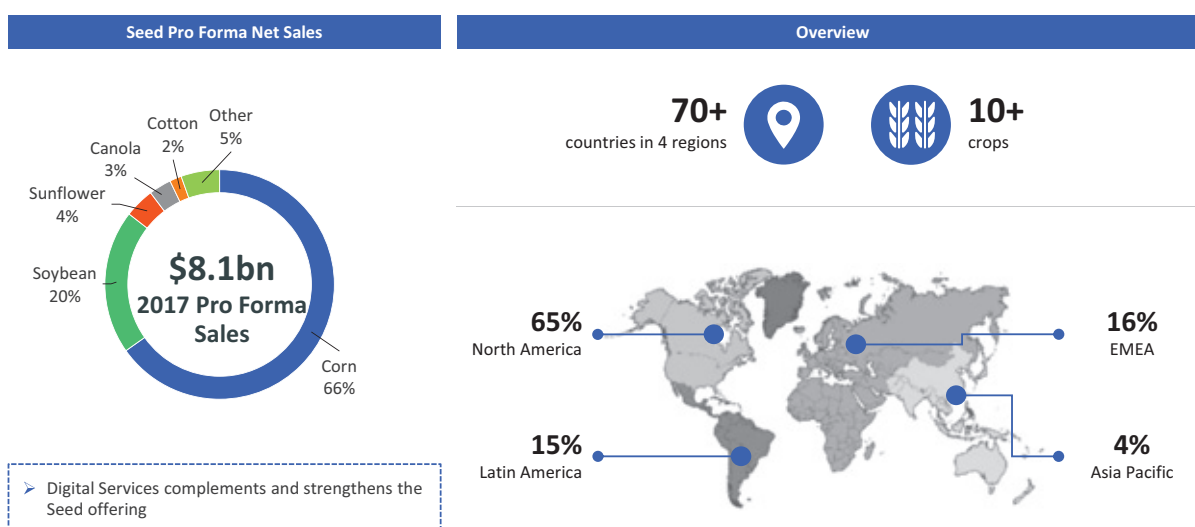 Seed Pro Forma Net Sales
Other
5%
Cotton
2%
Canola
3%
Sunflower
4%
Soybean
20%
$8.1bn
2017 Pro Forma
Sales
Corn
66%
Digital Services complements and strengthens the
Seed offering
Overview
70+
countries in 4 regions
10+
crops
65%
North America
16%
EMEA
15%
Latin America
4%
Asia Pacific